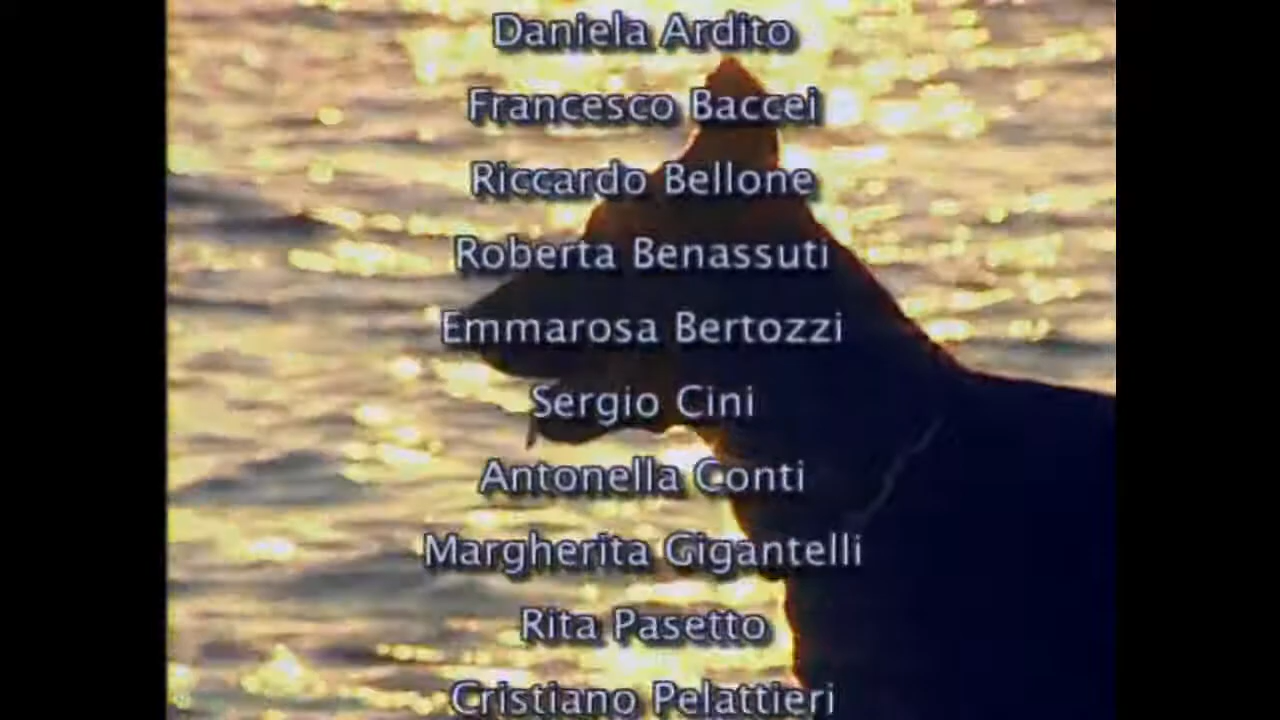 Daniela Ardito
Francesco Baccei
Riccardo Bellone
Roberta Benassuti
Emmarosa Bertozzi
Sergio Cini
Antonella Conti
Margherita Gigantelli
Rita Pasetto
Cristiano Pelattieri